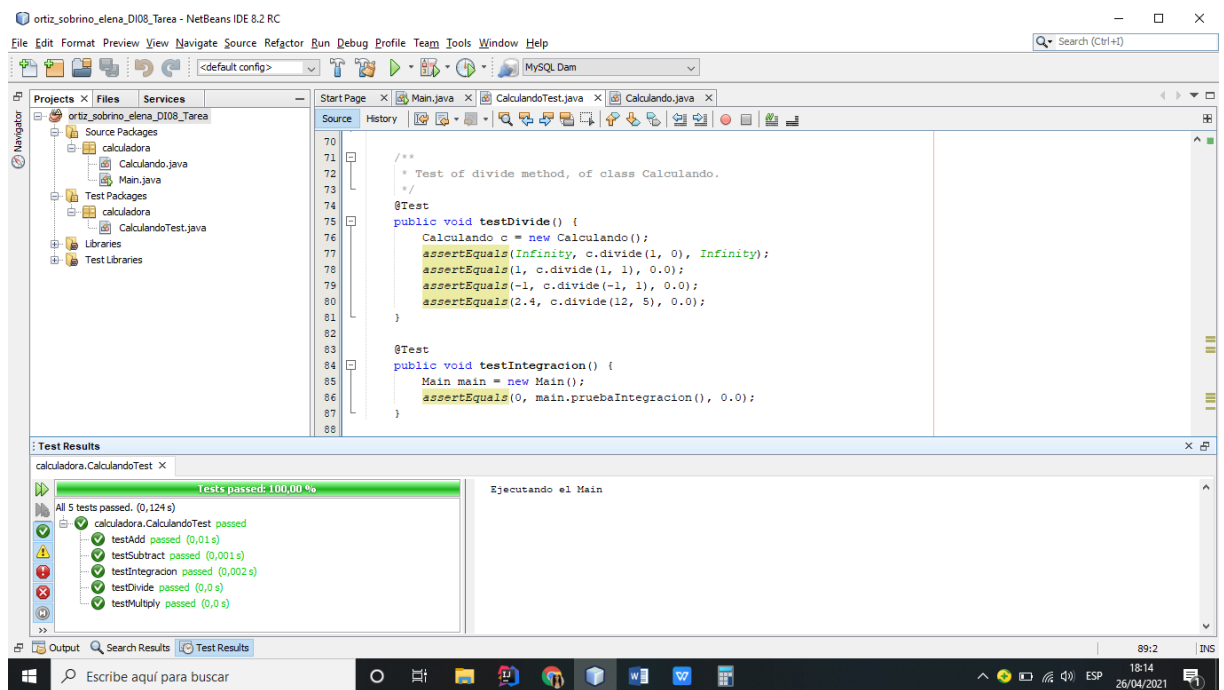 ortiz_sobrino_elena_DI08_Tarea - NetBeans IDE 8.2 RC
File Edit Format Preview View Navigate Source Refactor Run Debug Profile Team Tools Window Help
Search (Ctrl+I)
<default config>
MySQL Dam
Projects Files Services
Start Page Main.java CalculandoTest.java Calculando.java
Navigator
Source History
ortiz_sobrino_elena_DI08_Tarea
Source Packages
calculadora
Calculando.java
Main.java
Test Packages
calculadora
CalculandoTest.java
Libraries
Test Libraries
70
71 /**
72 * Test of divide method, of class Calculando.
73 */
74 @Test
75 public void testDivide() {
76 Calculando c = new Calculando();
77 assertEquals(Infinity, c.divide(1, 0), Infinity);
78 assertEquals(1, c.divide(1, 1), 0.0);
79 assertEquals(-1, c.divide(-1, 1), 0.0);
80 assertEquals(2.4, c.divide(12, 5), 0.0);
81 }
82
83 @Test
84 public void testIntegracion() {
85 Main main = new Main();
86 assertEquals(0, main.pruebaIntegracion(), 0.0);
87 }
88
Test Results
calculadora.CalculandoTest
Tests passed: 100,00 %
All 5 tests passed. (0,124 s)
calculadora.CalculandoTest passed
testAdd passed (0,01 s)
testSubtract passed (0,001 s)
testIntegracion passed (0,002 s)
testDivide passed (0,0 s)
testMultiply passed (0,0 s)
Ejecutando el Main
Output Search Results Test Results
89:2 INS
Escribe aquí para buscar
ESP
18:14
26/04/2021